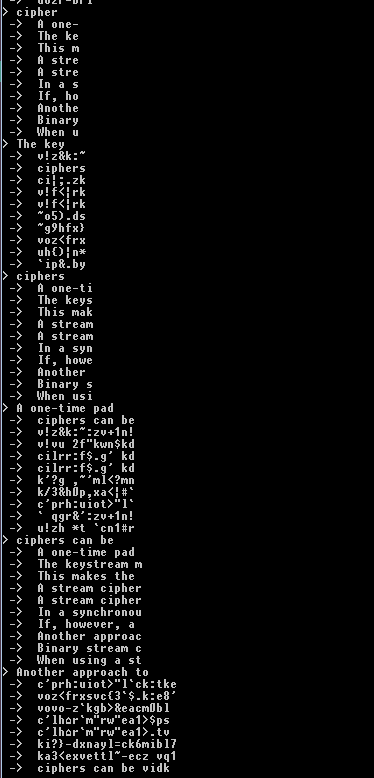 > cipher
-> A one-
-> The ke
-> This m
-> A stre
-> A stre
-> In a s
-> If, ho
-> Anothe
-> Binary
-> When u
> The key
-> v!z&k:~
-> ciphers
-> ci¦;.zk
-> v!f<¦rk
-> v!f<¦rk
-> ~o5).ds
-> ~g9hfx}
-> voz<frx
-> uh()¦n*
-> `ip&.by
> ciphers
-> A one-ti
-> The keys
-> This mak
-> A stream
-> A stream
-> In a syn
-> If, howe
-> Another
-> Binary s
-> When usi
> A one-time pad
-> ciphers can be
-> v!z&k:~:zv+1n!
-> v!vu 2f"kwn$kd
-> cilrr:f$.g' kd
-> cilrr:f$.g' kd
-> k'?g ,~'ml<?mn
-> k/3&h0p,xa<¦#`
-> c'prh:uiot>"l`
-> ` qgr&':zv+1n!
-> u!zh *t `cn1#r
> ciphers can be
-> A one-time pad
-> The keystream m
-> This makes the
-> A stream cipher
-> A stream cipher
-> In a synchronou
-> If, however, a
-> Another approac
-> Binary stream c
-> When using a st
> Another approach to
-> c'prh:uiot>"l`ck:tke
-> voz<frxsvc{3`$.k:e8'
-> vovo-z`kgb>&eacm0bl
-> c'lh¤r`m"rw"ea1>$ps
-> c'lh¤r`m"rw"ea1>.tv
-> ki?}-dxnayl=ck6mibl7
-> ka3<exvettl~-ecz vq1
-> ciphers can be vidk